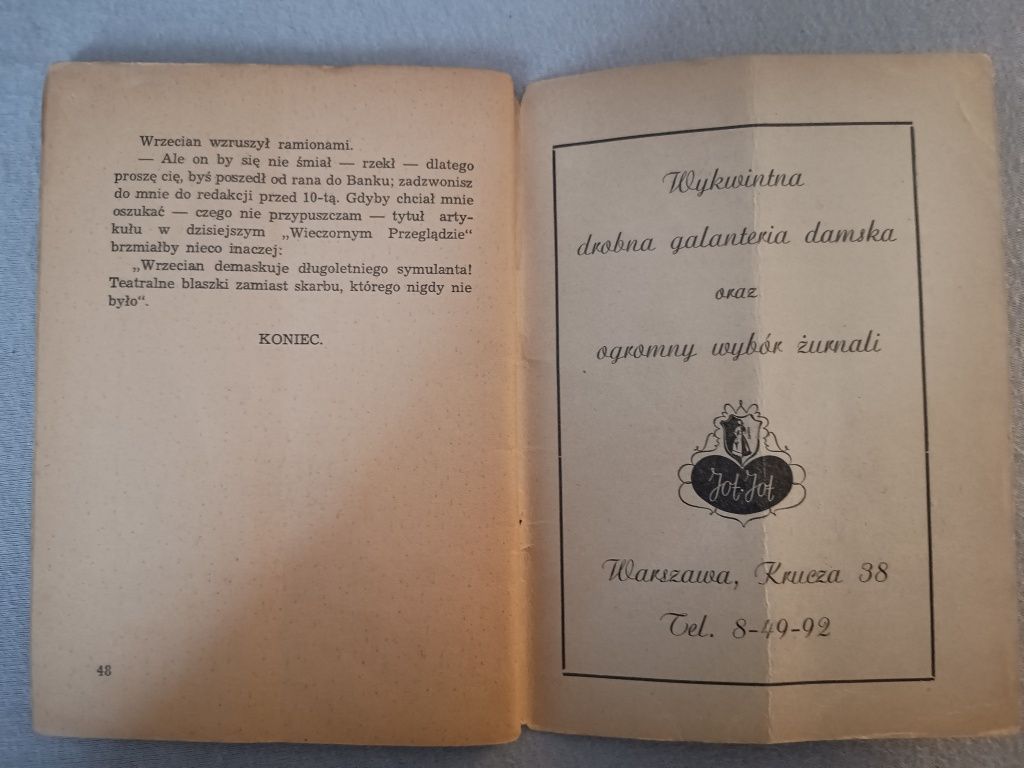 Wrzecian wzruszył ramionami.
— Ale on by się nie śmiał — rzekł — dlatego
proszę cię, byś poszedł od rana do Banku; zadzwonisz
do mnie do redakcji przed 10-tą. Gdyby chciał mnie
oszukać — czego nie przypuszczam — tytuł arty-
kułu w dzisiejszym „Wieczornym Przeglądzie“
brzmiałby nieco inaczej:
„Wrzecian demaskuje długoletniego symulanta!
Teatralne blaszki zamiast skarbu, którego nigdy nie
było“.
KONIEC.
48
Wykwintna
drobna galanteria damska
oraz
ogromny wybór żurnali
Jot-Jot
Warszawa, Krucza 38
Tel. 8-49-92